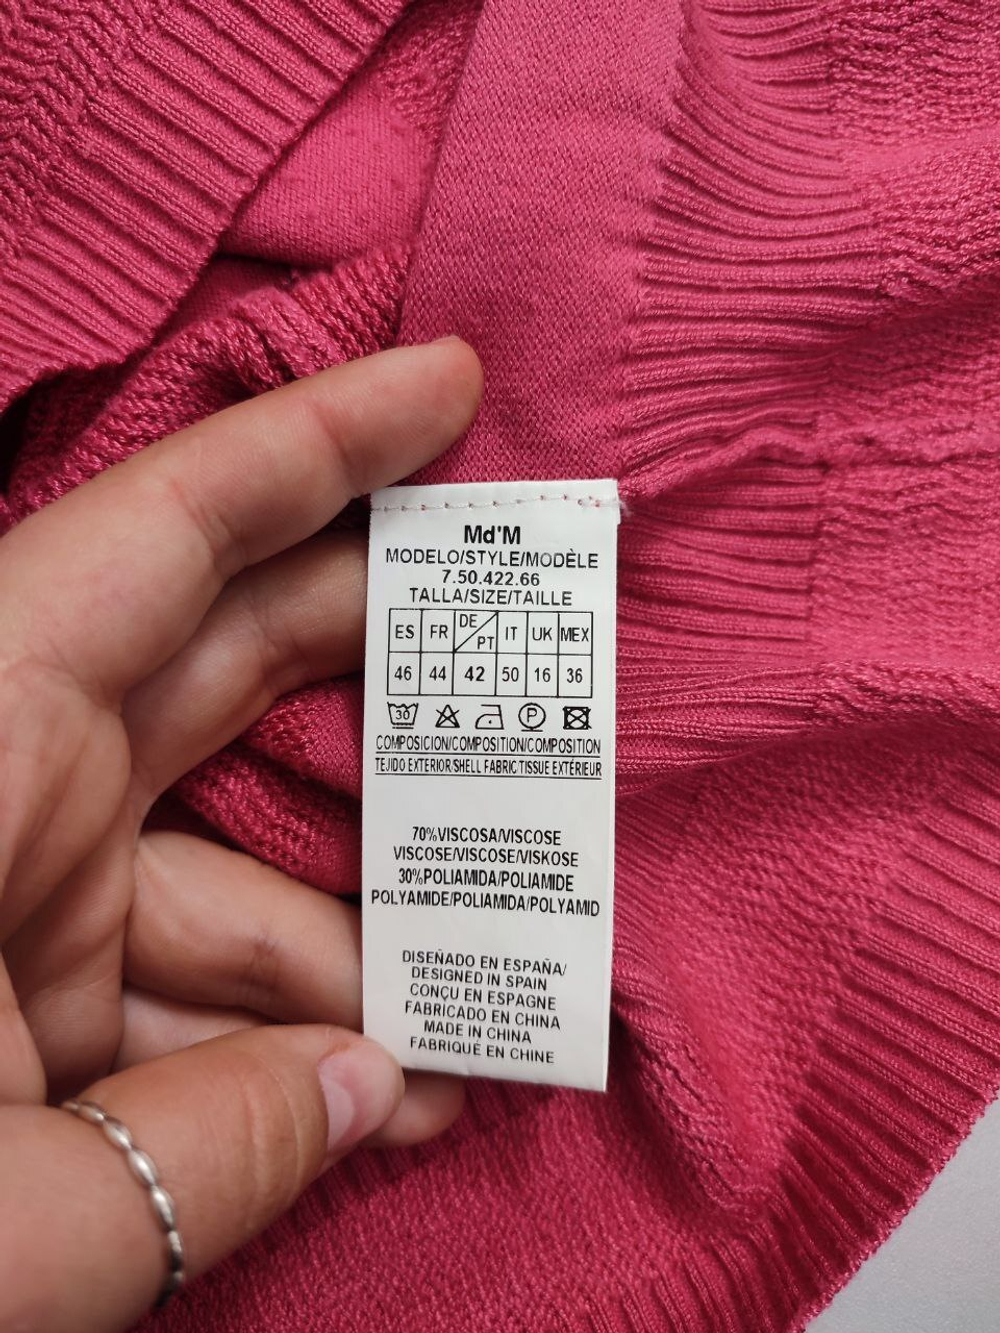 Md'M
MODELO/STYLE/MODÈLE
7.50.422.66
TALLA/SIZE/TAILLE
ES FR DE/PT IT UK MEX
46 44 42 50 16 36
30 P
COMPOSICION/COMPOSITION/COMPOSITION
TEJIDO EXTERIOR/SHELL FABRIC/TISSUE EXTÉRIEUR
70%VISCOSA/VISCOSE
VISCOSE/VISCOSE/VISKOSE
30%POLIAMIDA/POLIAMIDE
POLYAMIDE/POLIAMIDA/POLYAMID
DISEÑADO EN ESPAÑA/
DESIGNED IN SPAIN
CONÇU EN ESPAGNE
FABRICADO EN CHINA
MADE IN CHINA
FABRIQUÉ EN CHINE